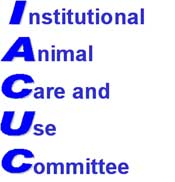 Institutional
Animal
Care and
Use
Committee